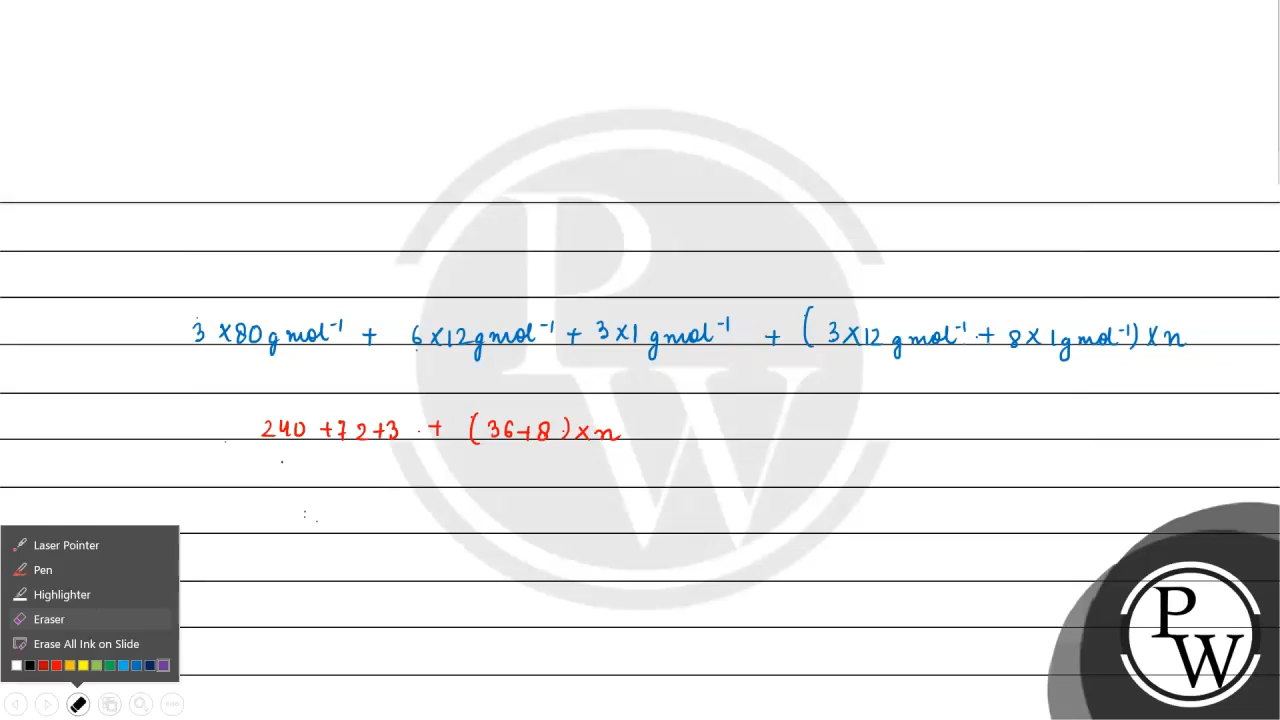 3 × 80 g mol⁻¹ + 6 × 12 g mol⁻¹ + 3 × 1 g mol⁻¹ + (3 × 12 g mol⁻¹ + 8 × 1 g mol⁻¹) × n
240 + 72 + 3 + (36 + 8) × n
PW
Laser Pointer
Pen
Highlighter
Eraser
Erase All Ink on Slide
PW